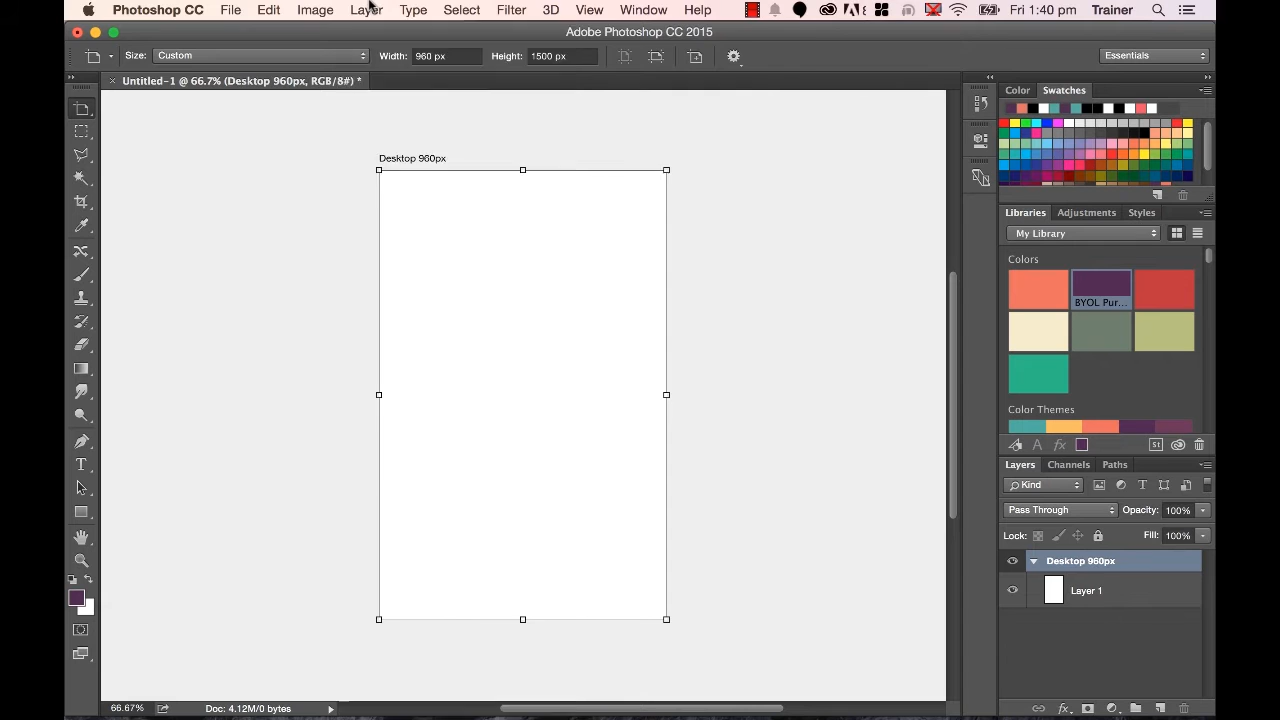 Photoshop CC File Edit Image Layer Type Select Filter 3D View Window Help Fri 1:40 pm Trainer
Adobe Photoshop CC 2015
Size: Custom Width: 960 px Height: 1500 px Essentials
Untitled-1 @ 66.7% (Desktop 960px, RGB/8#) *
Color Swatches
Desktop 960px
Libraries Adjustments Styles
My Library
Colors
BYOL Pur...
Color Themes
St
Layers Channels Paths
Kind
Pass Through Opacity: 100%
Lock: Fill: 100%
Desktop 960px
Layer 1
66.67% Doc: 4.12M/0 bytes